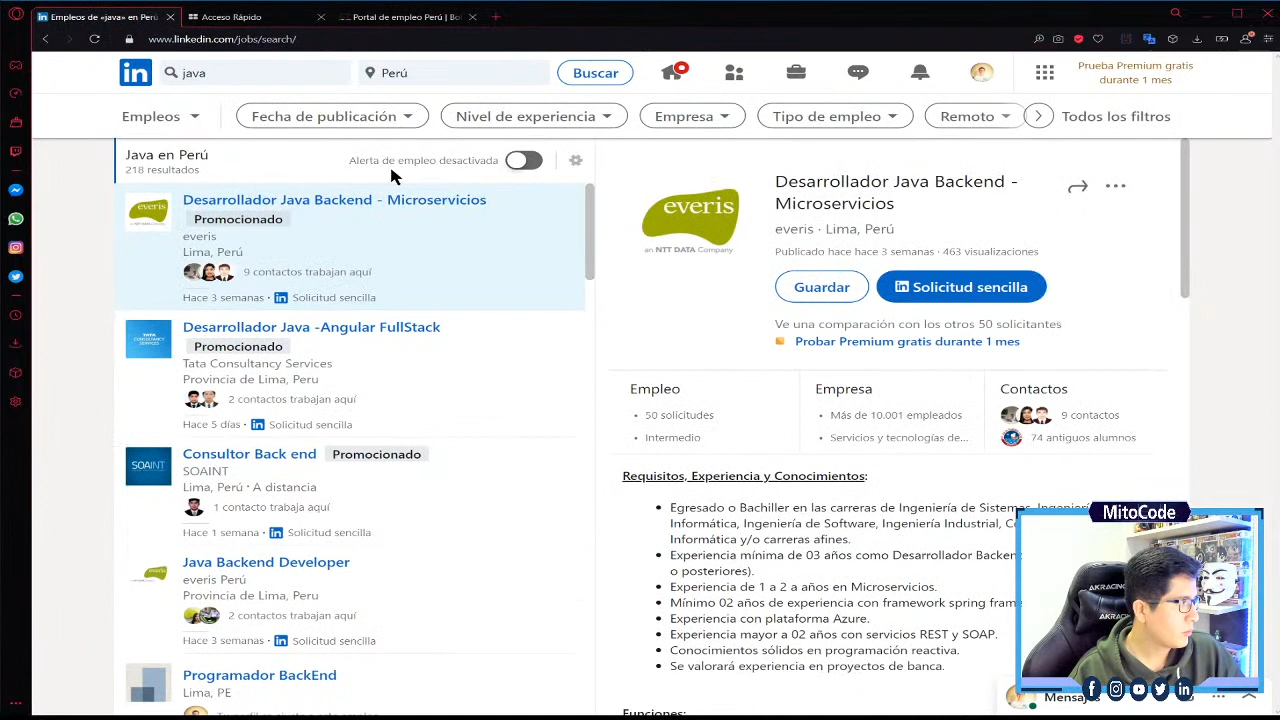 Empleos de «java» en Perú
Acceso Rápido
Portal de empleo Perú | Bol
www.linkedin.com/jobs/search/
java
Perú
Buscar
Prueba Premium gratis
durante 1 mes
Empleos
Fecha de publicación
Nivel de experiencia
Empresa
Tipo de empleo
Remoto
Todos los filtros
Java en Perú
218 resultados
Alerta de empleo desactivada
Desarrollador Java Backend - Microservicios
Promocionado
everis
Lima, Perú
9 contactos trabajan aquí
Hace 3 semanas • Solicitud sencilla
TATA
CONSULTANCY
SERVICES
Desarrollador Java -Angular FullStack
Promocionado
Tata Consultancy Services
Provincia de Lima, Peru
2 contactos trabajan aquí
Hace 5 días • Solicitud sencilla
SOAINT
Consultor Back end Promocionado
SOAINT
Lima, Perú • A distancia
1 contacto trabaja aquí
Hace 1 semana • Solicitud sencilla
Java Backend Developer
everis Perú
Provincia de Lima, Peru
2 contactos trabajan aquí
Hace 3 semanas • Solicitud sencilla
Programador BackEnd
Lima, PE
everis
an NTT DATA Company
Desarrollador Java Backend -
Microservicios
everis · Lima, Perú
Publicado hace hace 3 semanas · 463 visualizaciones
Guardar
Solicitud sencilla
Ve una comparación con los otros 50 solicitantes
Probar Premium gratis durante 1 mes
Empleo
• 50 solicitudes
• Intermedio
Empresa
• Más de 10.001 empleados
• Servicios y tecnologías de...
Contactos
9 contactos
74 antiguos alumnos
Requisitos, Experiencia y Conocimientos:
• Egresado o Bachiller en las carreras de Ingeniería de Sistemas, Ingeniería
Informática, Ingeniería de Software, Ingeniería Industrial,
Informática y/o carreras afines.
• Experiencia mínima de 03 años como Desarrollador Backend
o posteriores).
• Experiencia de 1 a 2 a años en Microservicios.
• Mínimo 02 años de experiencia con framework spring
• Experiencia con plataforma Azure.
• Experiencia mayor a 02 años con servicios REST y SOAP.
• Conocimientos sólidos en programación reactiva.
• Se valorará experiencia en proyectos de banca.
Funciones:
MitoCode
AKRACING
AKRACING
Mensajes